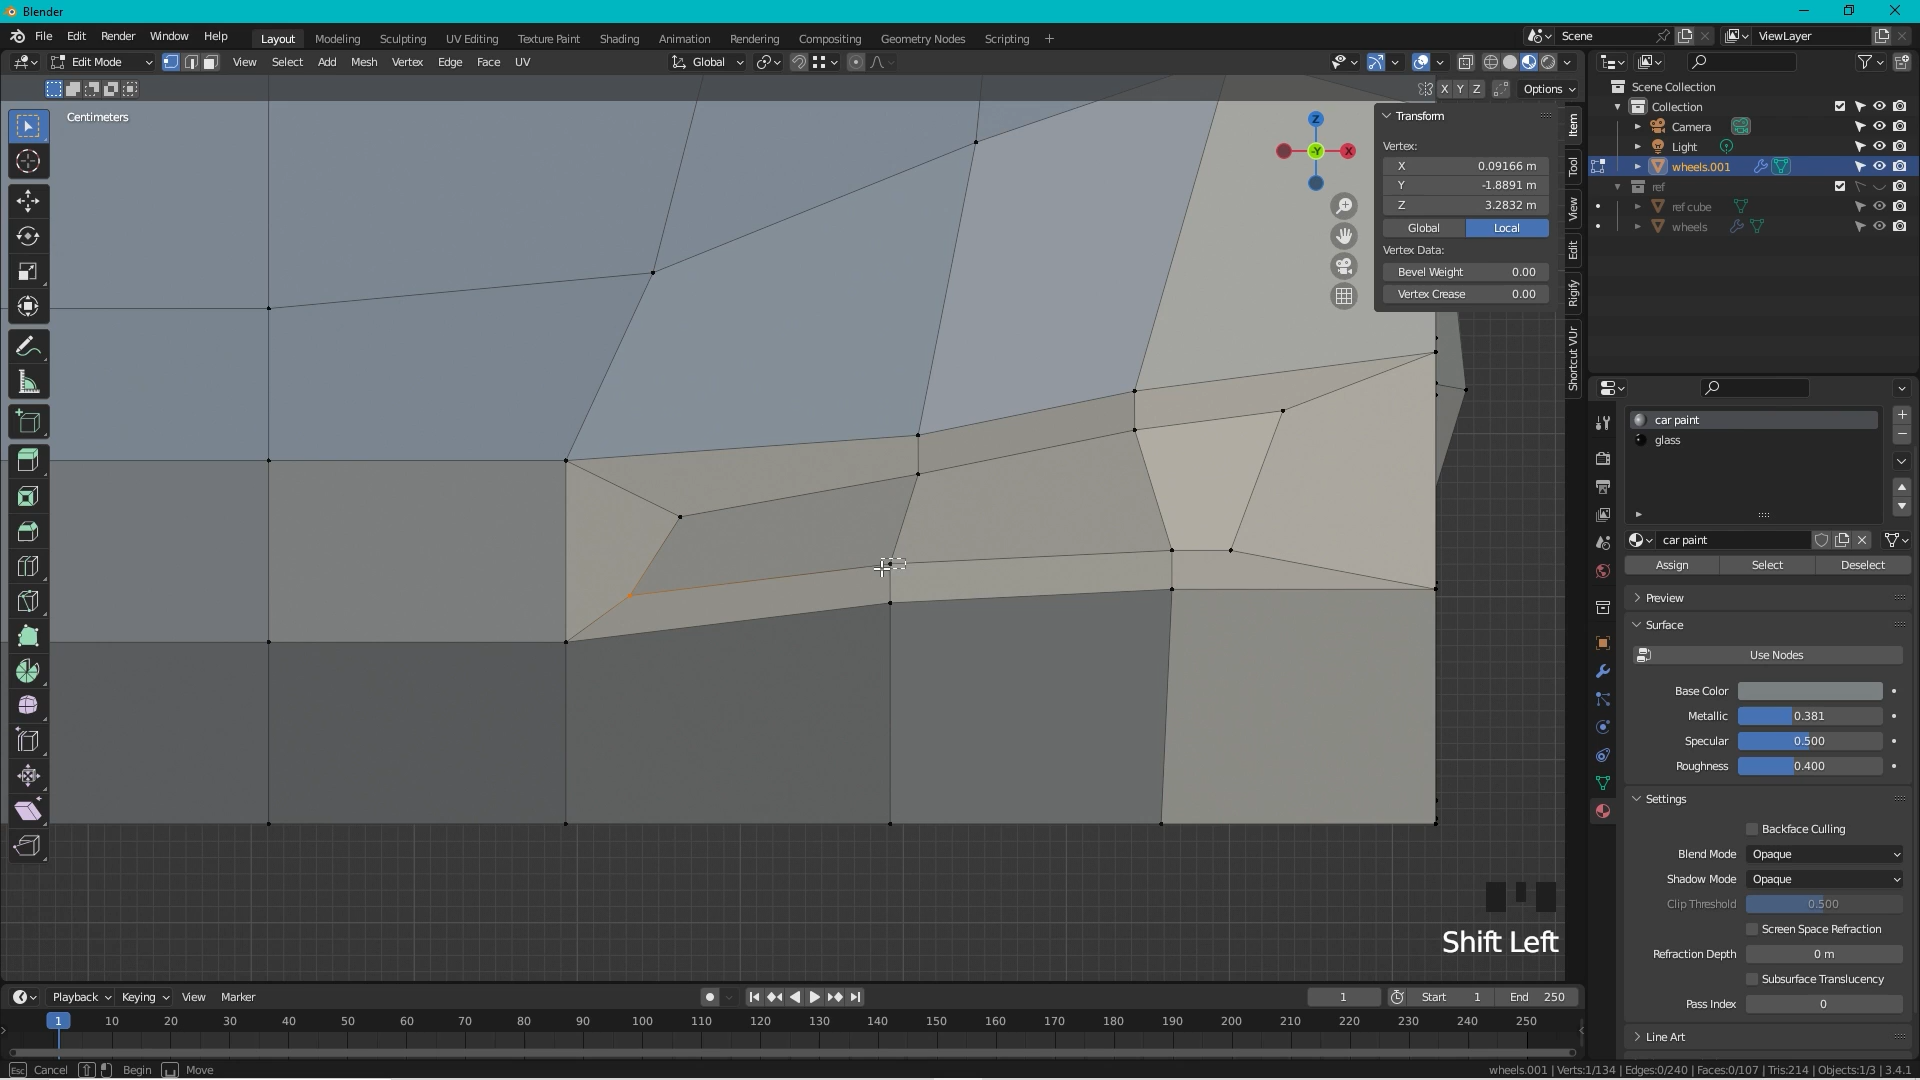 Blender
File Edit Render Window Help
Layout Modeling Sculpting UV Editing Texture Paint Shading Animation Rendering Compositing Geometry Nodes Scripting +
Scene ViewLayer
Edit Mode View Select Add Mesh Vertex Edge Face UV Global
X Y Z Options
Centimeters
Z
-Y
X
Transform
Vertex:
X 0.09166 m
Y -1.8891 m
Z 3.2832 m
Global Local
Vertex Data:
Bevel Weight 0.00
Vertex Crease 0.00
Item
Tool
View
Edit
Rigify
Shortcut VUr
Scene Collection
Collection
Camera
Light
wheels.001
ref
ref cube
wheels
car paint
glass
car paint
Assign Select Deselect
Preview
Surface
Use Nodes
Base Color
Metallic 0.381
Specular 0.500
Roughness 0.400
Settings
Backface Culling
Blend Mode Opaque
Shadow Mode Opaque
Clip Threshold 0.500
Screen Space Refraction
Refraction Depth 0 m
Subsurface Translucency
Pass Index 0
Line Art
Shift Left
Playback Keying View Marker
1 Start 1 End 250
1 10 20 30 40 50 60 70 80 90 100 110 120 130 140 150 160 170 180 190 200 210 220 230 240 250
Esc Cancel Begin Move
wheels.001 | Verts:1/134 | Edges:0/240 | Faces:0/107 | Tris:214 | Objects:1/3 | 3.4.1